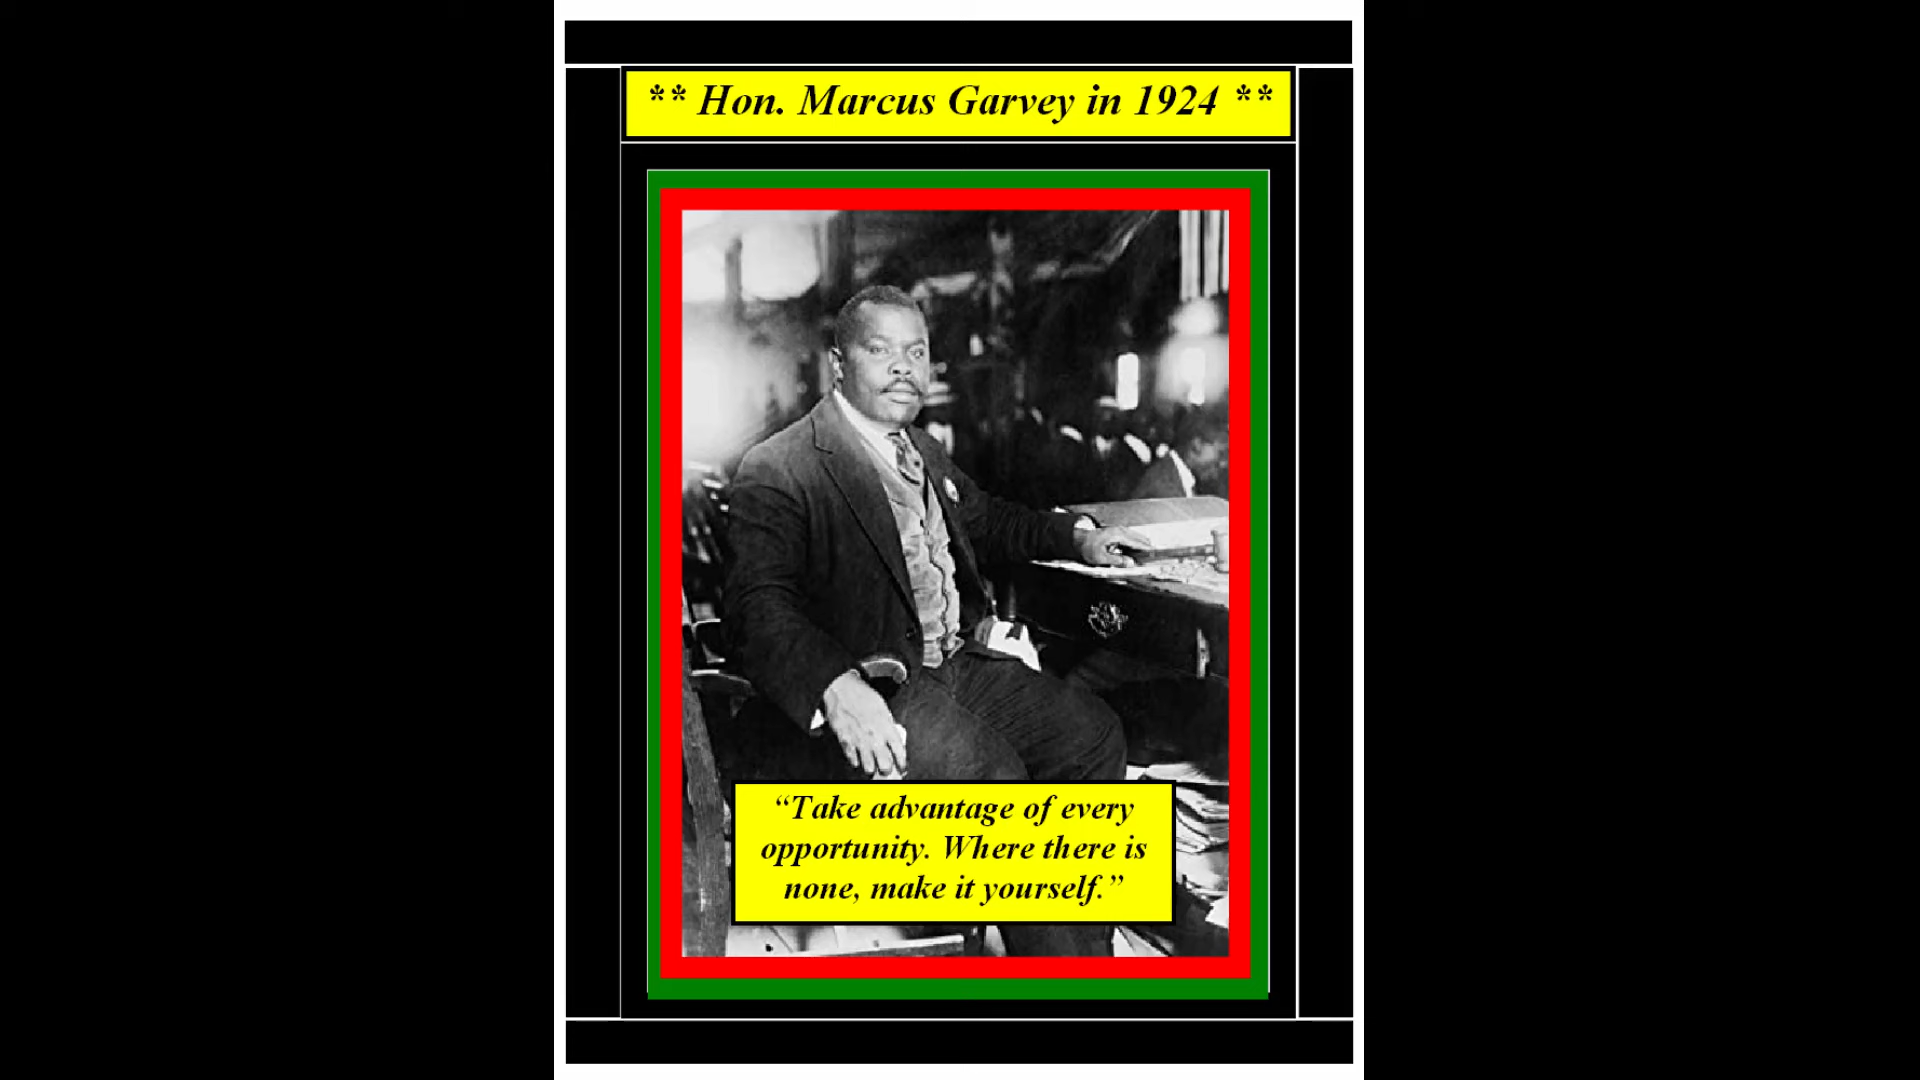 ** Hon. Marcus Garvey in 1924 **
“Take advantage of every
opportunity. Where there is
none, make it yourself.”